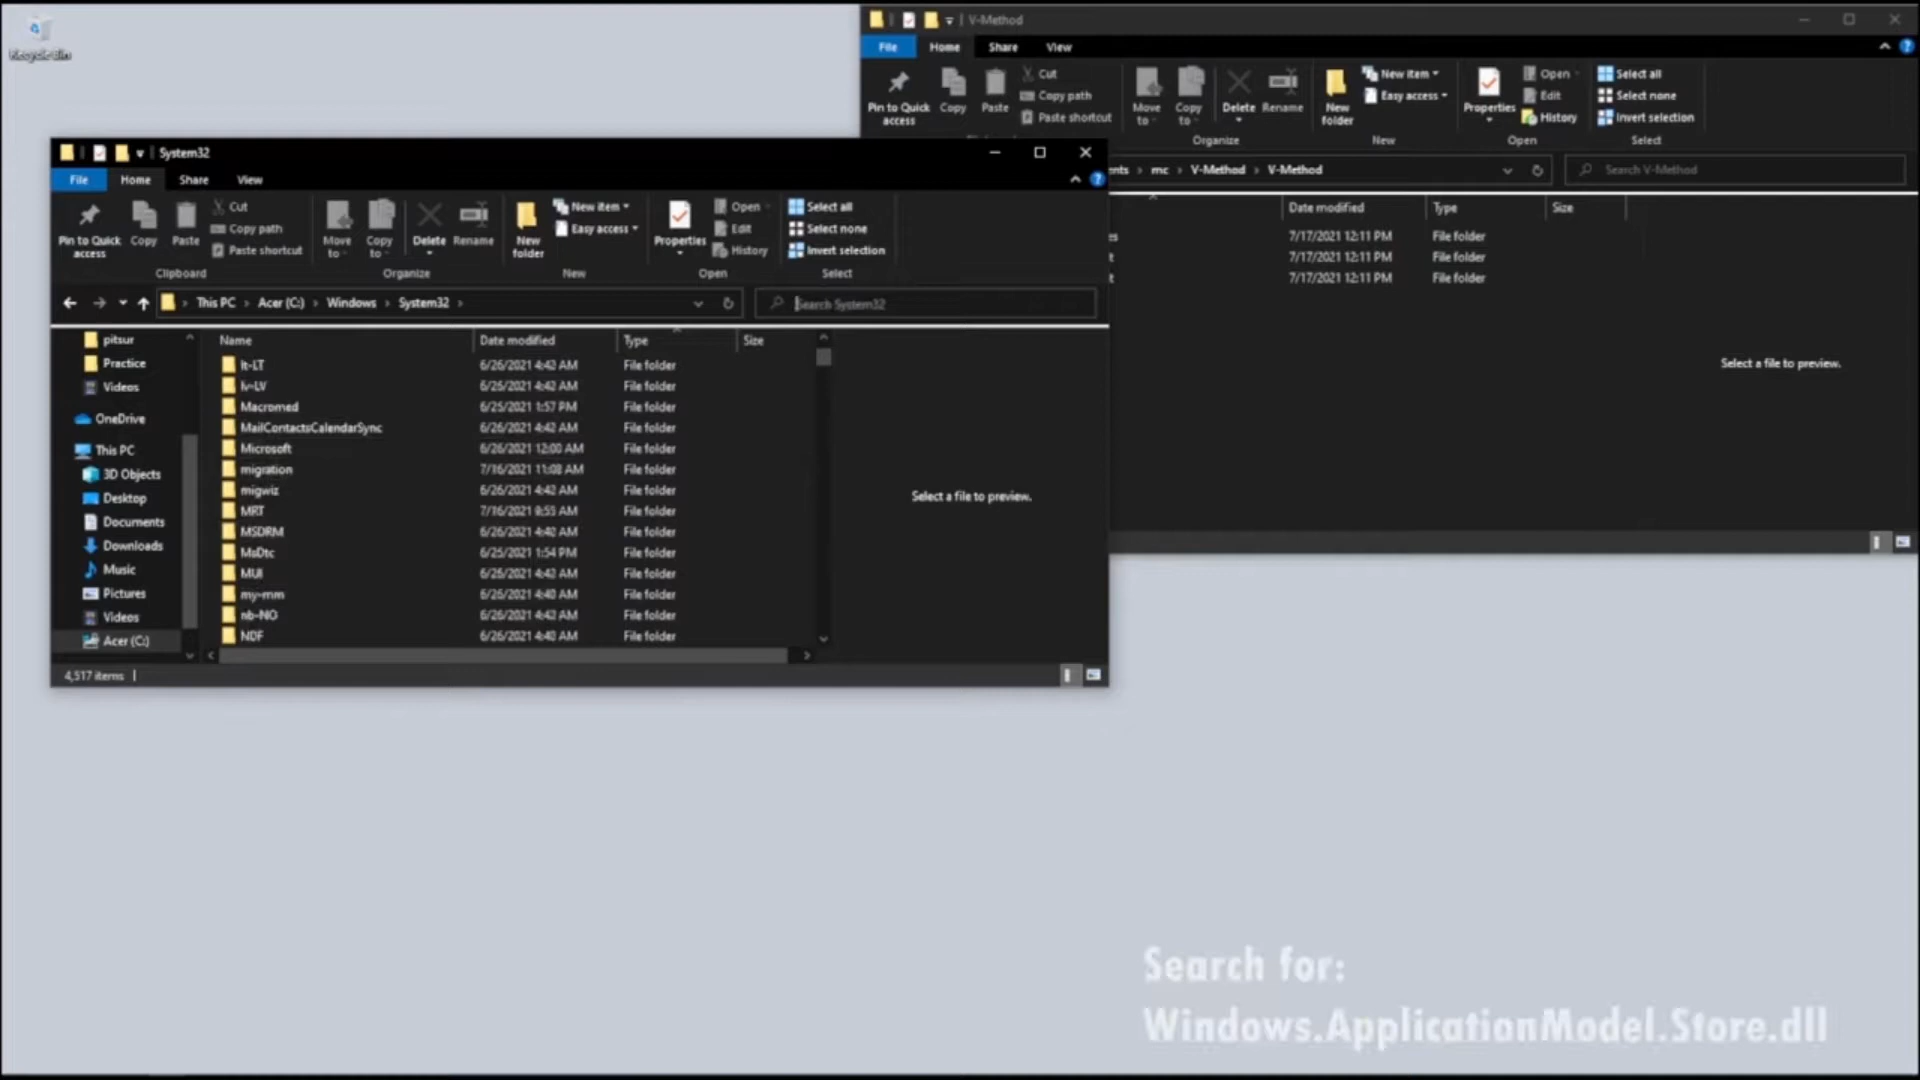 Recycle Bin
V-Method
File Home Share View
Pin to Quick access
Copy
Paste
Cut
Copy path
Paste shortcut
Move to
Copy to
Delete
Rename
New folder
New item
Easy access
Properties
Open
Edit
History
Select all
Select none
Invert selection
Organize
New
Open
Select
mc V-Method V-Method
Search V-Method
Date modified Type Size
7/17/2021 12:11 PM File folder
7/17/2021 12:11 PM File folder
7/17/2021 12:11 PM File folder
Select a file to preview.
System32
File Home Share View
Pin to Quick access
Copy
Paste
Cut
Copy path
Paste shortcut
Move to
Copy to
Delete
Rename
New folder
New item
Easy access
Properties
Open
Edit
History
Select all
Select none
Invert selection
Clipboard
Organize
New
Open
Select
This PC Acer (C:) Windows System32
Search System32
pitsur
Practice
Videos
OneDrive
This PC
3D Objects
Desktop
Documents
Downloads
Music
Pictures
Videos
Acer (C:)
Name Date modified Type Size
lt-LT 6/26/2021 4:42 AM File folder
lv-LV 6/26/2021 4:42 AM File folder
Macromed 6/25/2021 1:57 PM File folder
MailContactsCalendarSync 6/26/2021 4:42 AM File folder
Microsoft 6/26/2021 12:00 AM File folder
migration 7/16/2021 11:08 AM File folder
migwiz 6/26/2021 4:42 AM File folder
MRT 7/16/2021 8:55 AM File folder
MSDRM 6/26/2021 4:40 AM File folder
MsDtc 6/25/2021 1:54 PM File folder
MUI 6/26/2021 4:42 AM File folder
my-mm 6/26/2021 4:40 AM File folder
nb-NO 6/26/2021 4:42 AM File folder
NDF 6/26/2021 4:40 AM File folder
Select a file to preview.
4,517 items
Search for:
Windows.ApplicationModel.Store.dll